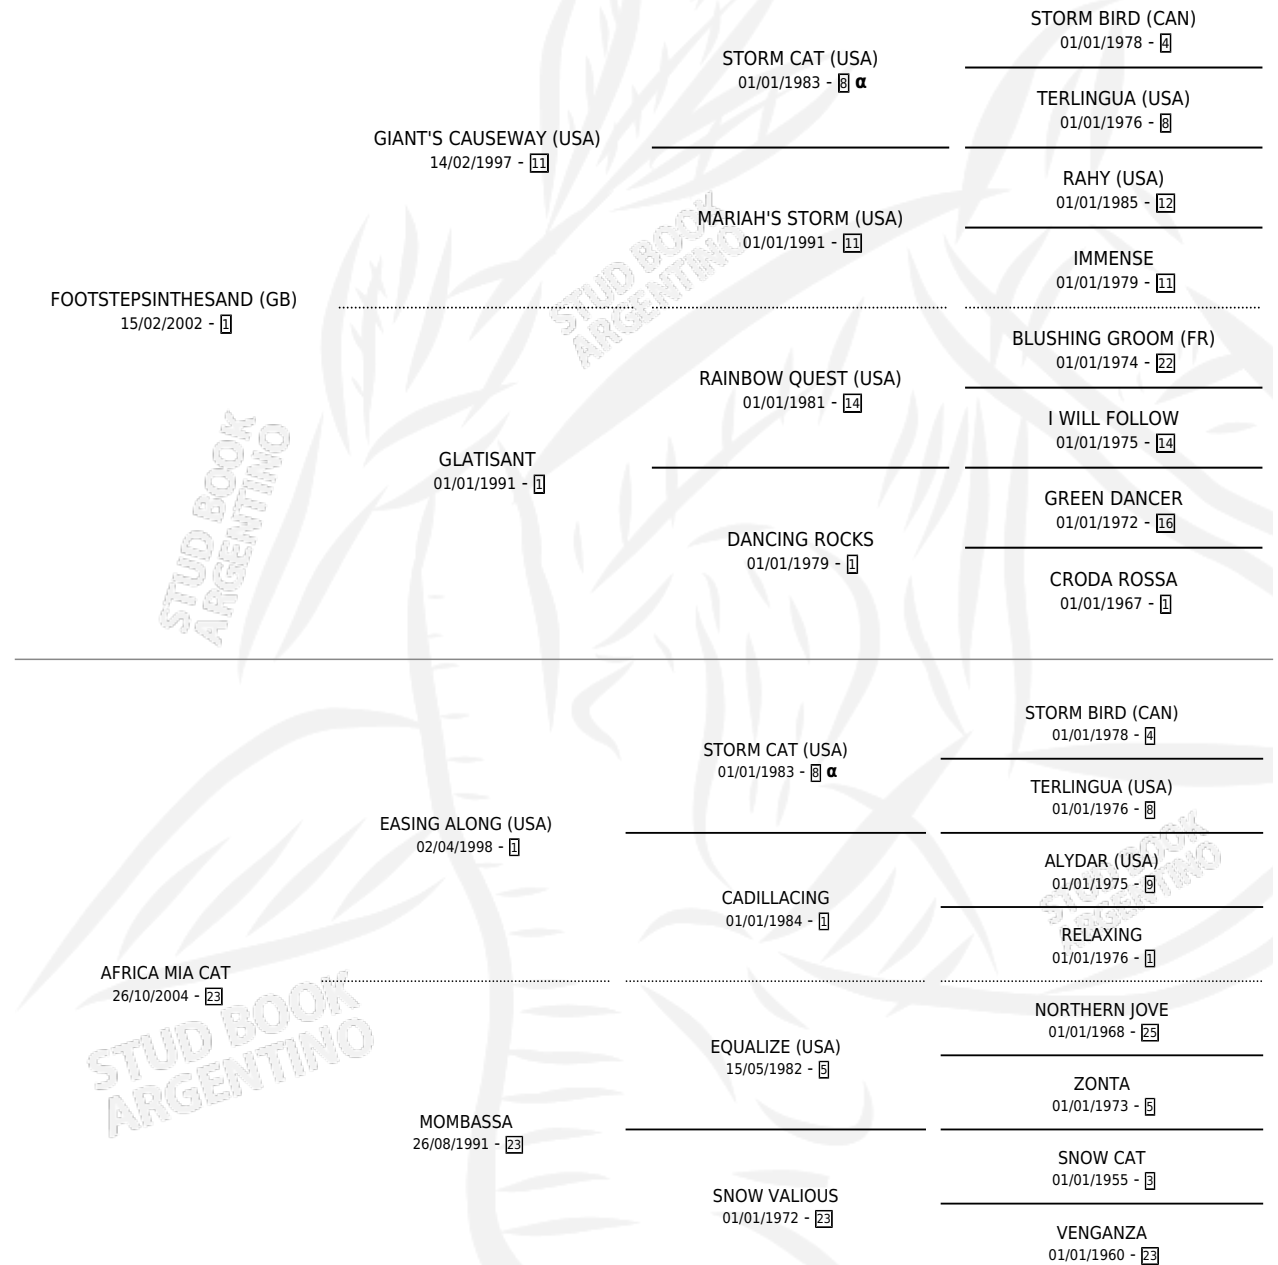 STORM BIRD (CAN)
01/01/1978 - 4
STORM CAT (USA)
01/01/1983 - 8 α
TERLINGUA (USA)
01/01/1976 - 8
GIANT'S CAUSEWAY (USA)
14/02/1997 - 11
RAHY (USA)
01/01/1985 - 12
MARIAH'S STORM (USA)
01/01/1991 - 11
IMMENSE
01/01/1979 - 11
FOOTSTEPSINTHESAND (GB)
15/02/2002 - 1
STUD BOOK
ARGENTINO
BLUSHING GROOM (FR)
01/01/1974 - 22
RAINBOW QUEST (USA)
01/01/1981 - 14
I WILL FOLLOW
01/01/1975 - 14
GLATISANT
01/01/1991 - 1
GREEN DANCER
01/01/1972 - 16
DANCING ROCKS
01/01/1979 - 1
CRODA ROSSA
01/01/1967 - 1
STUD BOOK
ARGENTINO
STORM BIRD (CAN)
01/01/1978 - 4
STORM CAT (USA)
01/01/1983 - 8 α
TERLINGUA (USA)
01/01/1976 - 8
EASING ALONG (USA)
02/04/1998 - 1
ALYDAR (USA)
01/01/1975 - 9
STUD BOOK
ARGENTINO
CADILLACING
01/01/1984 - 1
RELAXING
01/01/1976 - 1
AFRICA MIA CAT
26/10/2004 - 23
STUD BOOK
ARGENTINO
NORTHERN JOVE
01/01/1968 - 25
EQUALIZE (USA)
15/05/1982 - 5
ZONTA
01/01/1973 - 5
MOMBASSA
26/08/1991 - 23
SNOW CAT
01/01/1955 - 3
SNOW VALIOUS
01/01/1972 - 23
VENGANZA
01/01/1960 - 23